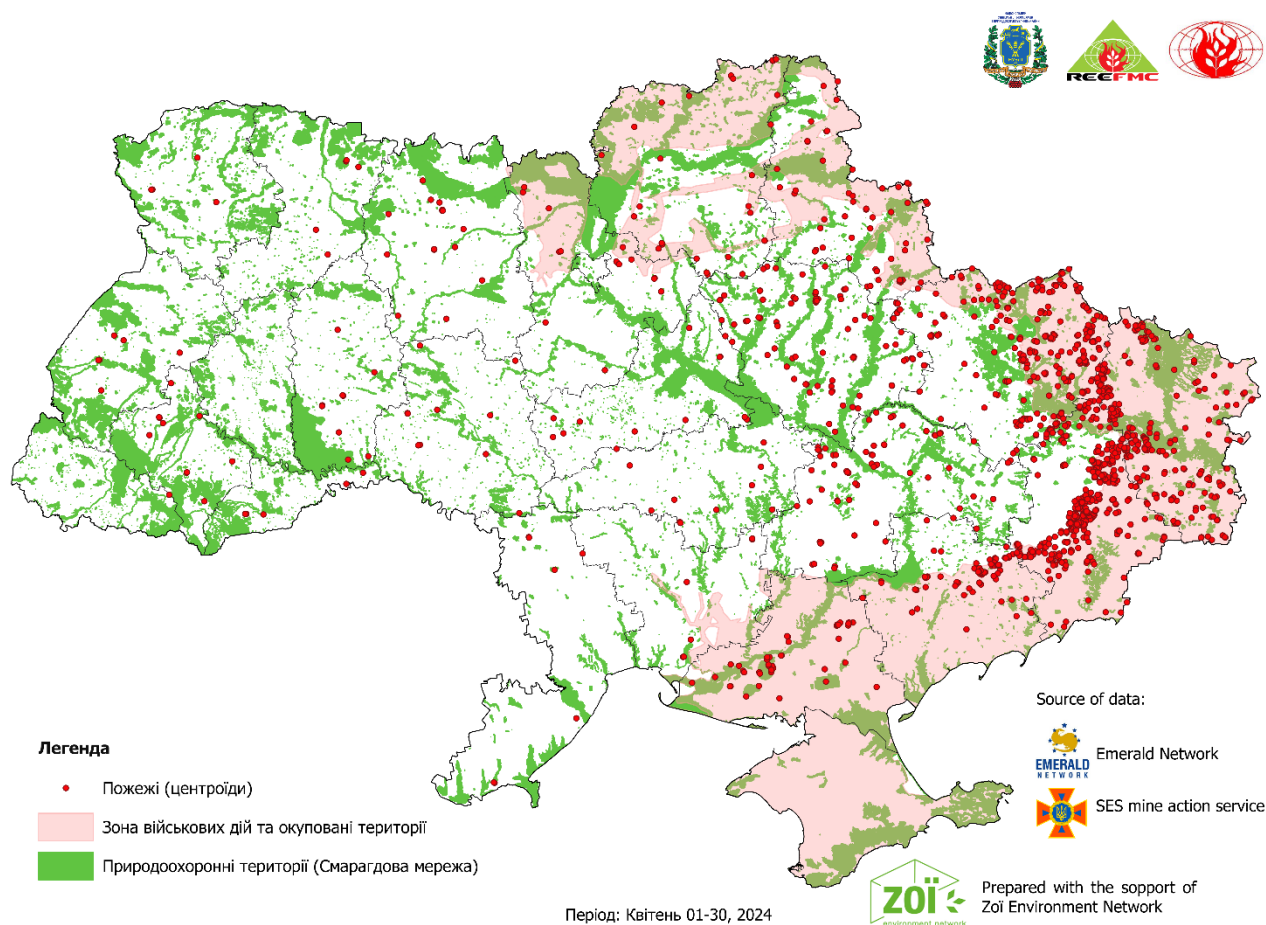 REEFMC
Source of data:
EMERALD
NETWORK
Emerald Network
SES mine action service
Легенда
Пожежі (центроїди)
Зона військових дій та окуповані території
Природоохоронні території (Смарагдова мережа)
Період: Квітень 01-30, 2024
zoï
environment network
Prepared with the sopport of
Zoï Environment Network